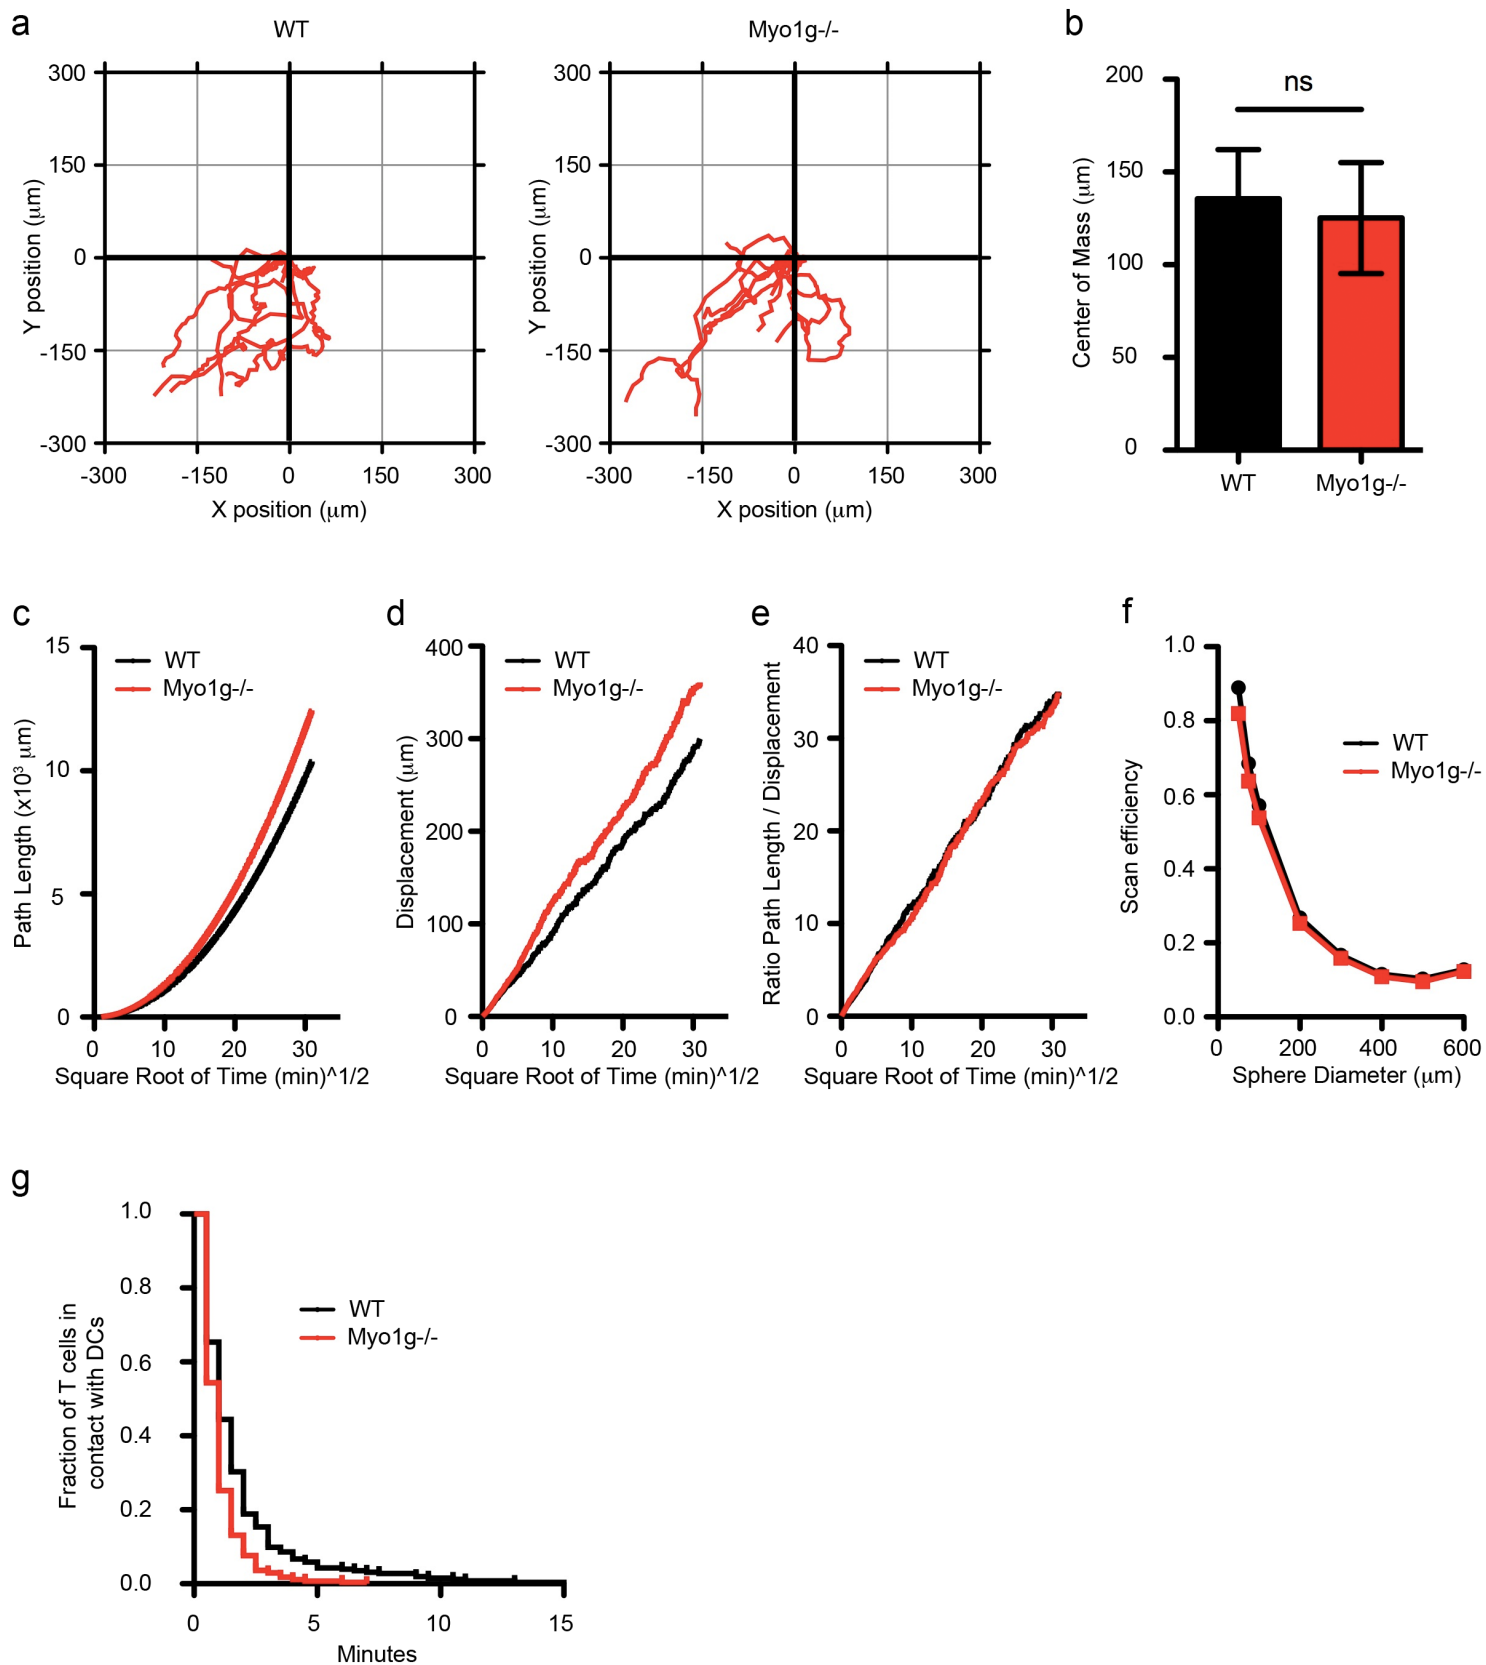 a
WT
Myo1g-/-
300
150
0
-150
-300
Y position (μm)
-300 -150 0 150 300
X position (μm)
300
150
0
-150
-300
Y position (μm)
-300 -150 0 150 300
X position (μm)
b
ns
200
150
100
50
0
Center of Mass (μm)
WT Myo1g-/-
c
15
10
5
0
Path Length (x10³ μm)
WT
Myo1g-/-
0 10 20 30
Square Root of Time (min)^1/2
d
400
300
200
100
0
Displacement (μm)
WT
Myo1g-/-
0 10 20 30
Square Root of Time (min)^1/2
e
40
30
20
10
0
Ratio Path Length / Displacement
WT
Myo1g-/-
0 10 20 30
Square Root of Time (min)^1/2
f
1.0
0.8
0.6
0.4
0.2
0.0
Scan efficiency
WT
Myo1g-/-
0 200 400 600
Sphere Diameter (μm)
g
1.0
0.8
0.6
0.4
0.2
0.0
Fraction of T cells in
contact with DCs
WT
Myo1g-/-
0 5 10 15
Minutes